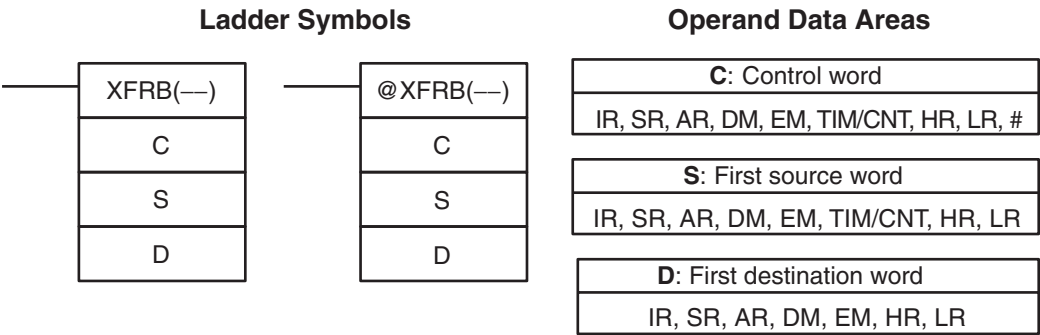 Ladder Symbols
XFRB(––)
C
S
D
@XFRB(––)
C
S
D
Operand Data Areas
C: Control word
IR, SR, AR, DM, EM, TIM/CNT, HR, LR, #
S: First source word
IR, SR, AR, DM, EM, TIM/CNT, HR, LR
D: First destination word
IR, SR, AR, DM, EM, HR, LR